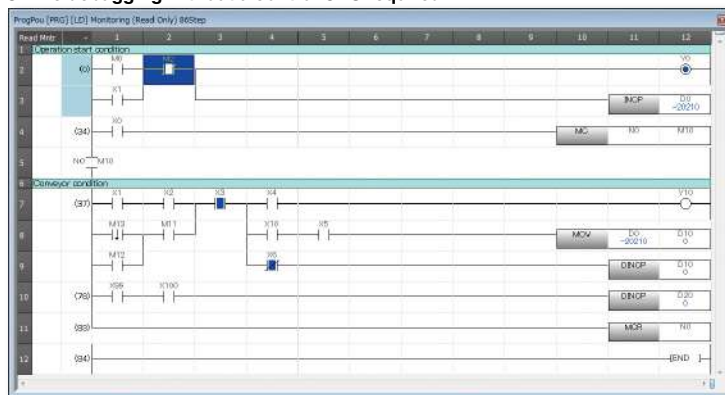 ProgPou [PRG] [LD] Monitoring (Read Only) 86Step
Read Mntr 1 2 3 4 5 6 7 8 9 10 11 12
1 Operation start condition
M0 Y0
2 (0)
X1
3 INCP D0
-20210
X0
4 (34) MC N0 M10
5 N0 M10
6 Conveyor condition
X1 X2 X3 X4 Y10
7 (37)
M13 M11 X10 X5
8 MOV D0 D10
-20210 0
M12 X6
9 DINCP D10
0
X99 X100
10 (78) DINCP D20
0
11 MCR N0
12 (94) [END ]